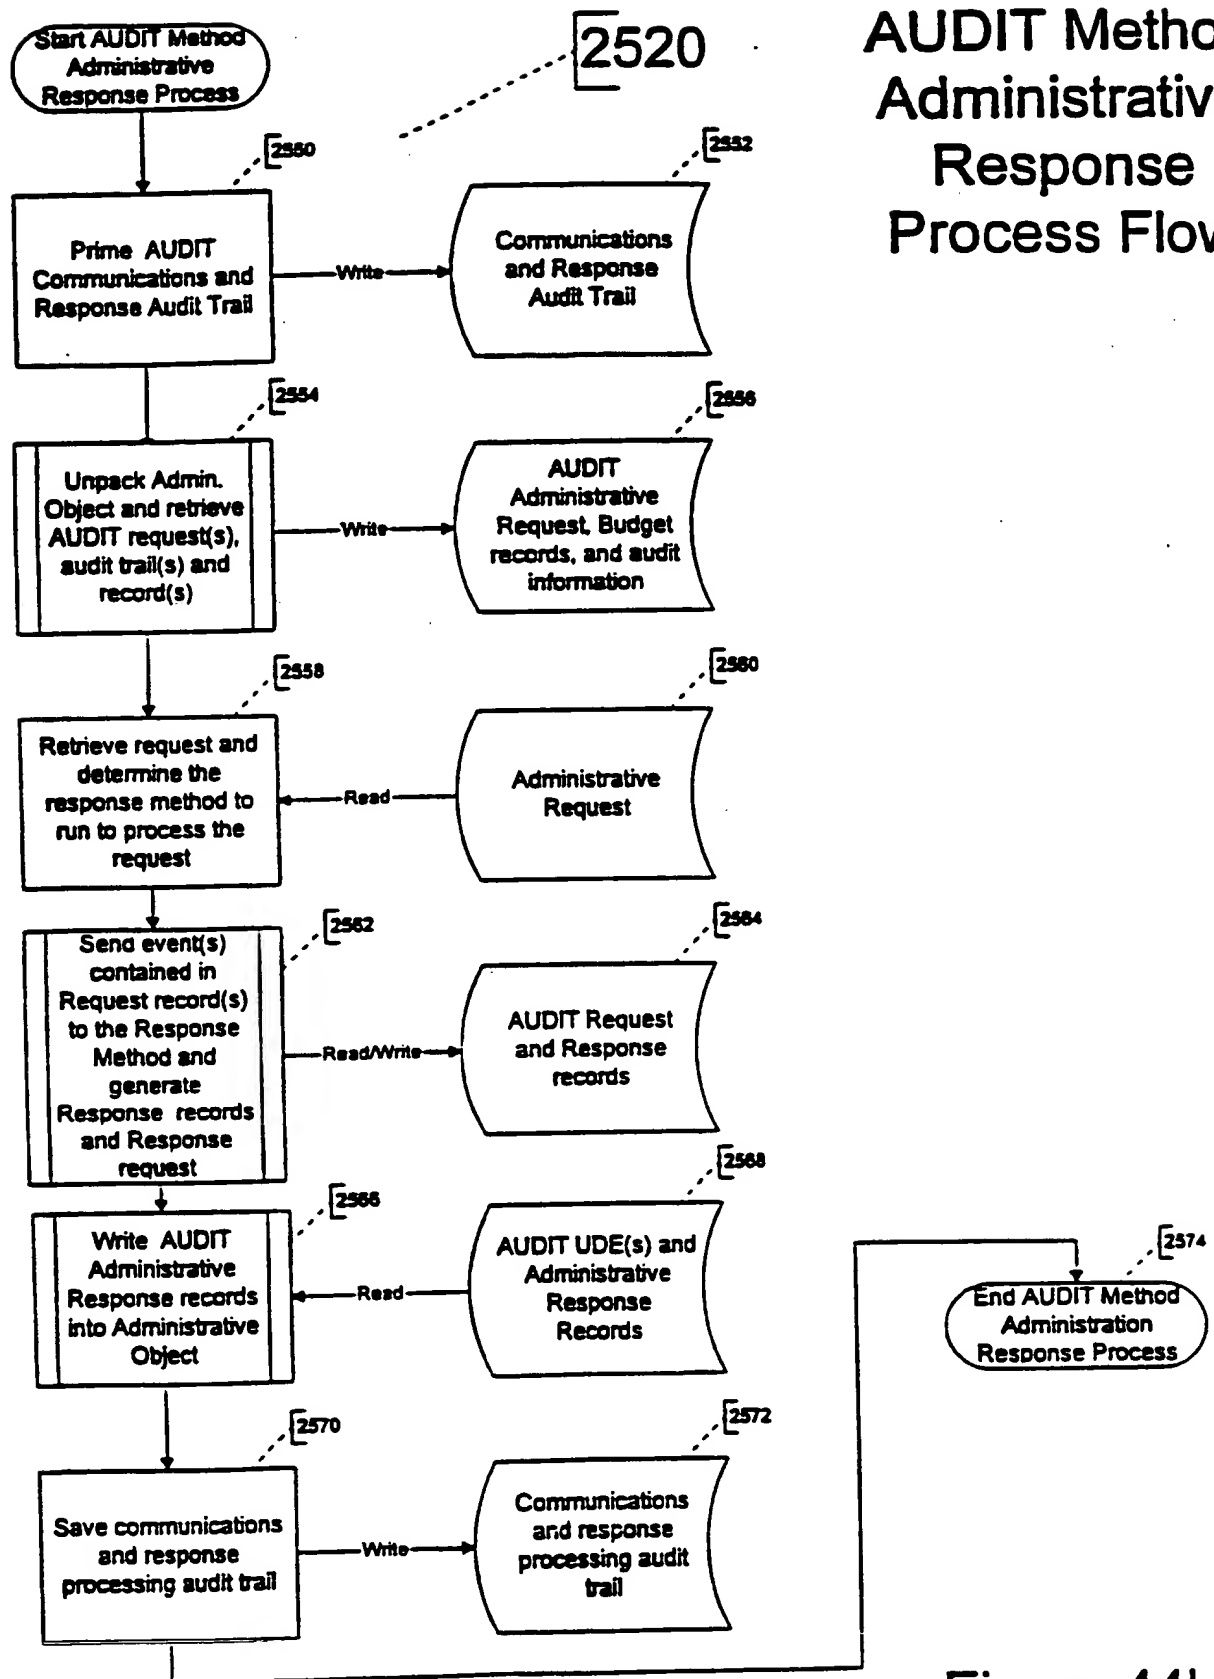 Start AUDIT Method
Administrative
Response Process
2520
AUDIT Metho
Administrativ
Response
Process Flow
2550
Prime AUDIT
Communications and
Response Audit Trail
Write
2552
Communications
and Response
Audit Trail
2554
Unpack Admin.
Object and retrieve
AUDIT request(s),
audit trail(s) and
record(s)
Write
2556
AUDIT
Administrative
Request, Budget
records, and audit
information
2558
Retrieve request and
determine the
response method to
run to process the
request
Read
2560
Administrative
Request
2562
Send event(s)
contained in
Request record(s)
to the Response
Method and
generate
Response records
and Response
request
Read/Write
2564
AUDIT Request
and Response
records
2566
Write AUDIT
Administrative
Response records
into Administrative
Object
Read
2568
AUDIT UDE(s) and
Administrative
Response
Records
2570
Save communications
and response
processing audit trail
Write
2572
Communications
and response
processing audit
trail
2574
End AUDIT Method
Administration
Response Process